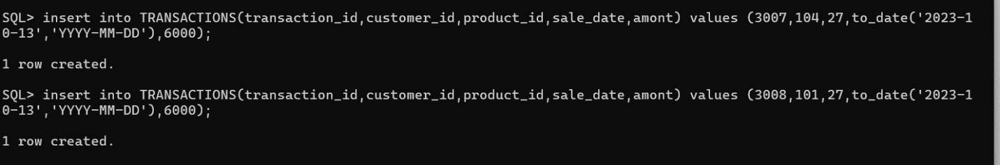 SQL> insert into TRANSACTIONS(transaction_id,customer_id,product_id,sale_date,amont) values (3007,104,27,to_date('2023-1
0-13','YYYY-MM-DD'),6000);
1 row created.
SQL> insert into TRANSACTIONS(transaction_id,customer_id,product_id,sale_date,amont) values (3008,101,27,to_date('2023-1
0-13','YYYY-MM-DD'),6000);
1 row created.